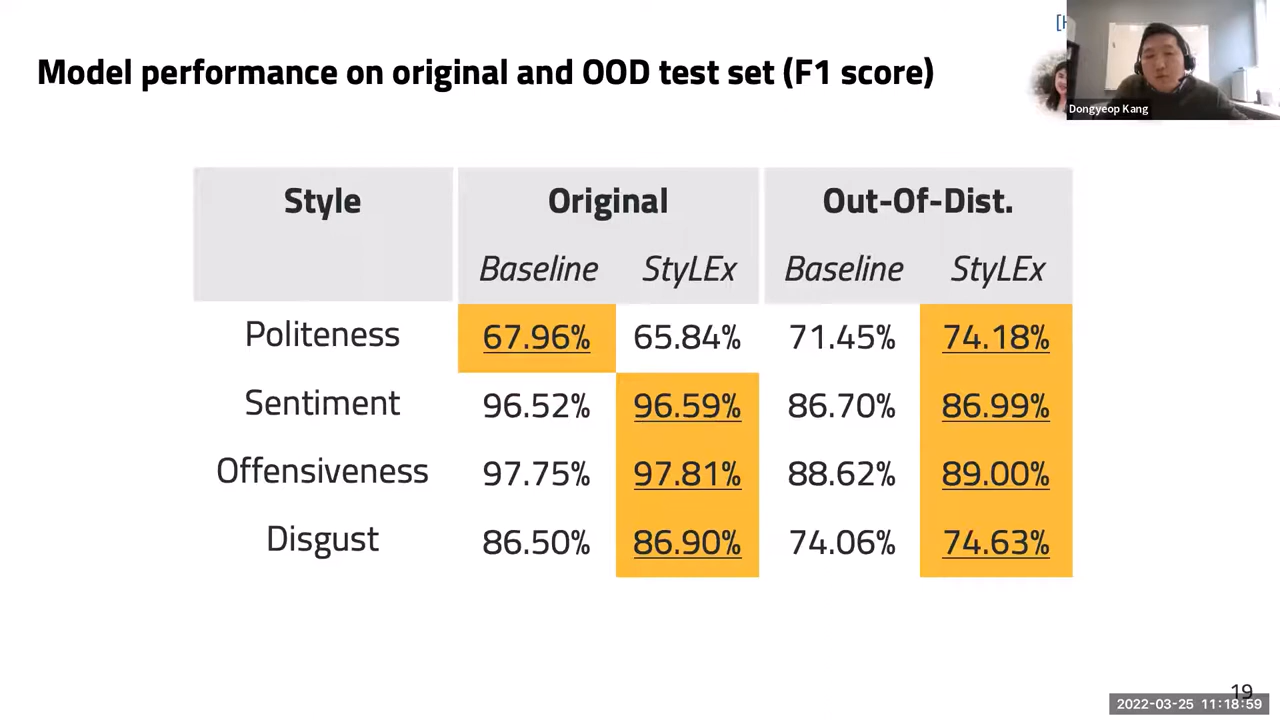 [H
Model performance on original and OOD test set (F1 score)
Dongyeop Kang
Style Original Out-Of-Dist.
Baseline StyLEx Baseline StyLEx
Politeness 67.96% 65.84% 71.45% 74.18%
Sentiment 96.52% 96.59% 86.70% 86.99%
Offensiveness 97.75% 97.81% 88.62% 89.00%
Disgust 86.50% 86.90% 74.06% 74.63%
19
2022-03-25 11:18:59